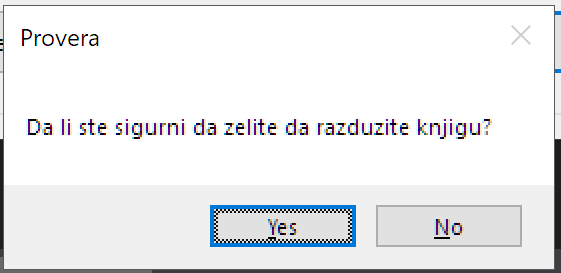 Provera
Da li ste sigurni da zelite da razduzite knjigu?
Yes
No